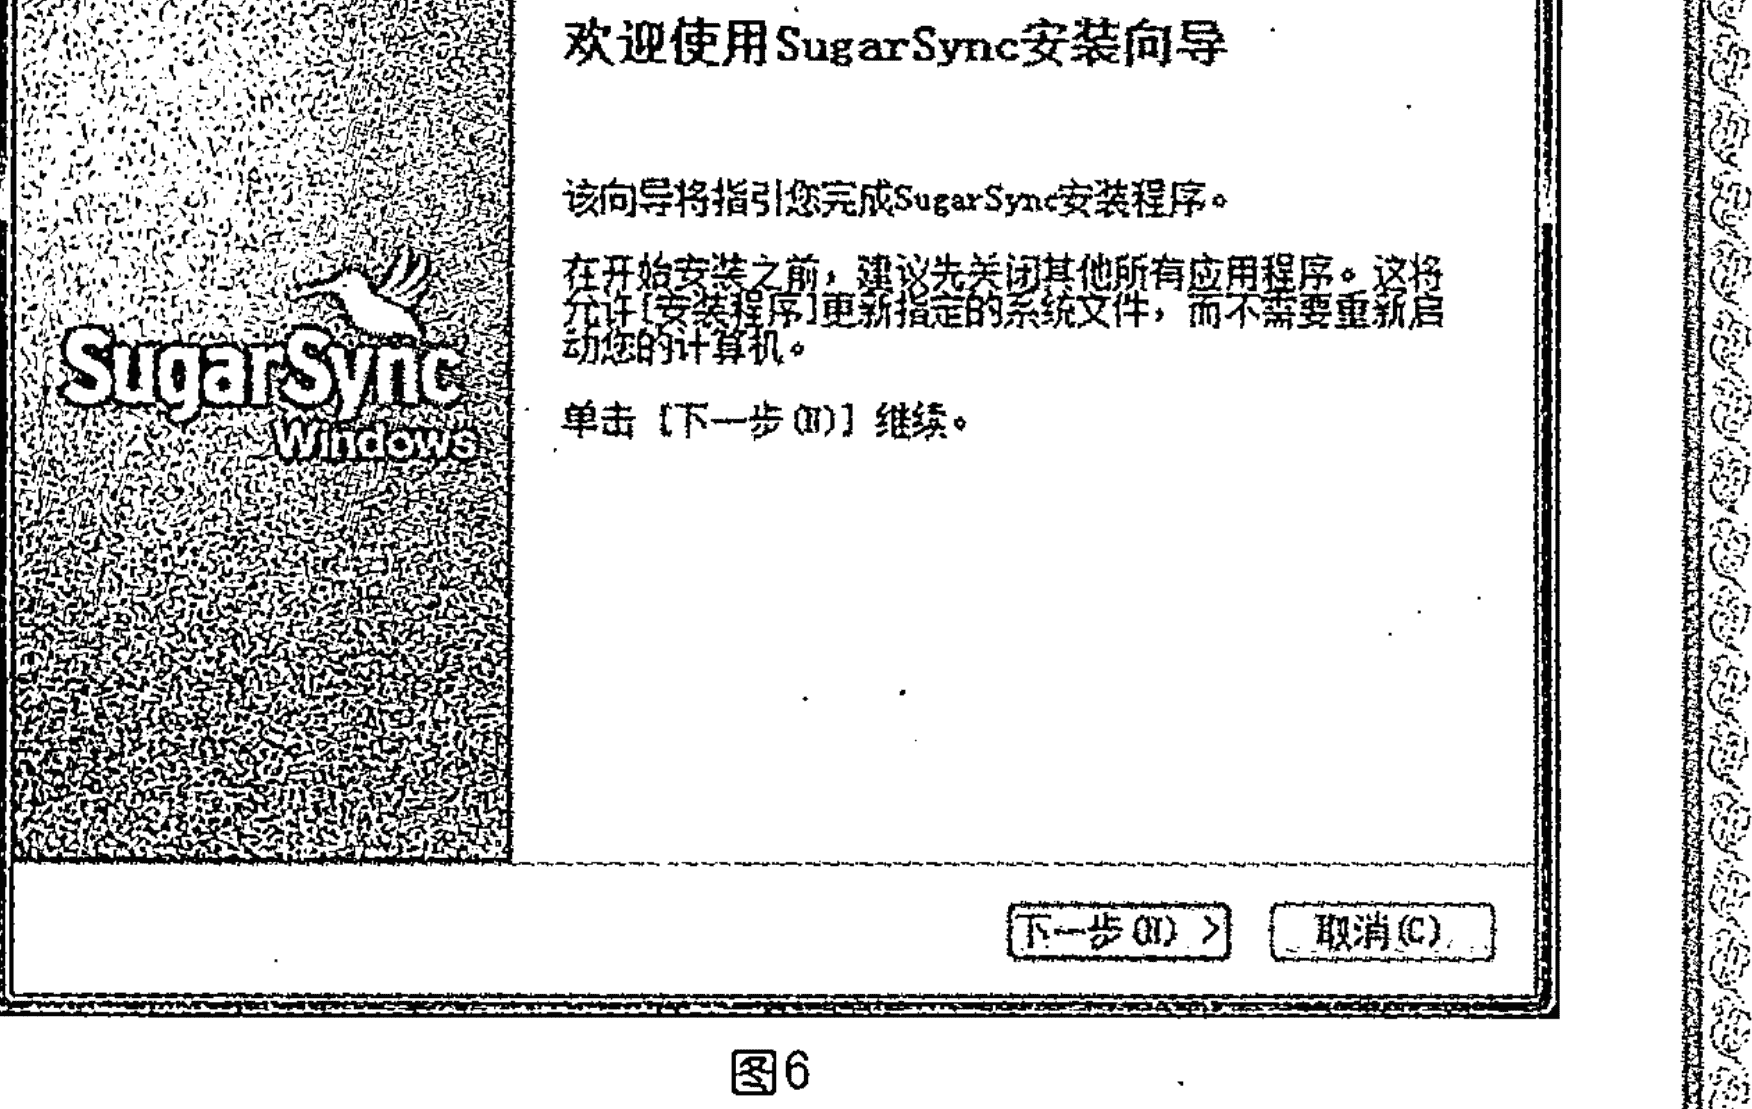 欢迎使用SugarSync安装向导
该向导将指引您完成SugarSync安装程序。
在开始安装之前，建议先关闭其他所有应用程序。这将
允许[安装程序]更新指定的系统文件，而不需要重新启
动您的计算机。
单击 [下一步(N)] 继续。
SugarSync
Windows
下一步(N) >
取消(C)
图6